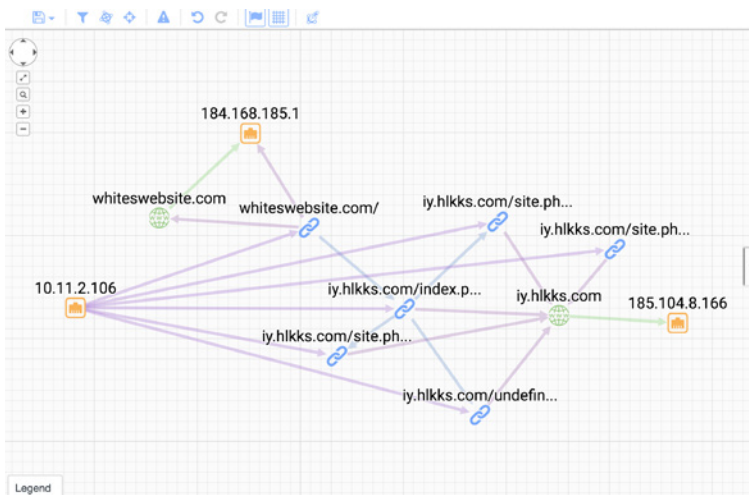 184.168.185.1
whiteswebsite.com
whiteswebsite.com/
iy.hlkks.com/site.ph...
iy.hlkks.com/site.ph...
10.11.2.106
iy.hlkks.com/index.p...
iy.hlkks.com
185.104.8.166
iy.hlkks.com/site.ph...
iy.hlkks.com/undefin...
Legend